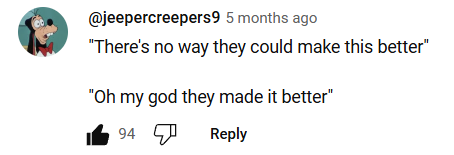 @jeepercreepers9 5 months ago
"There's no way they could make this better"
"Oh my god they made it better"
94 Reply